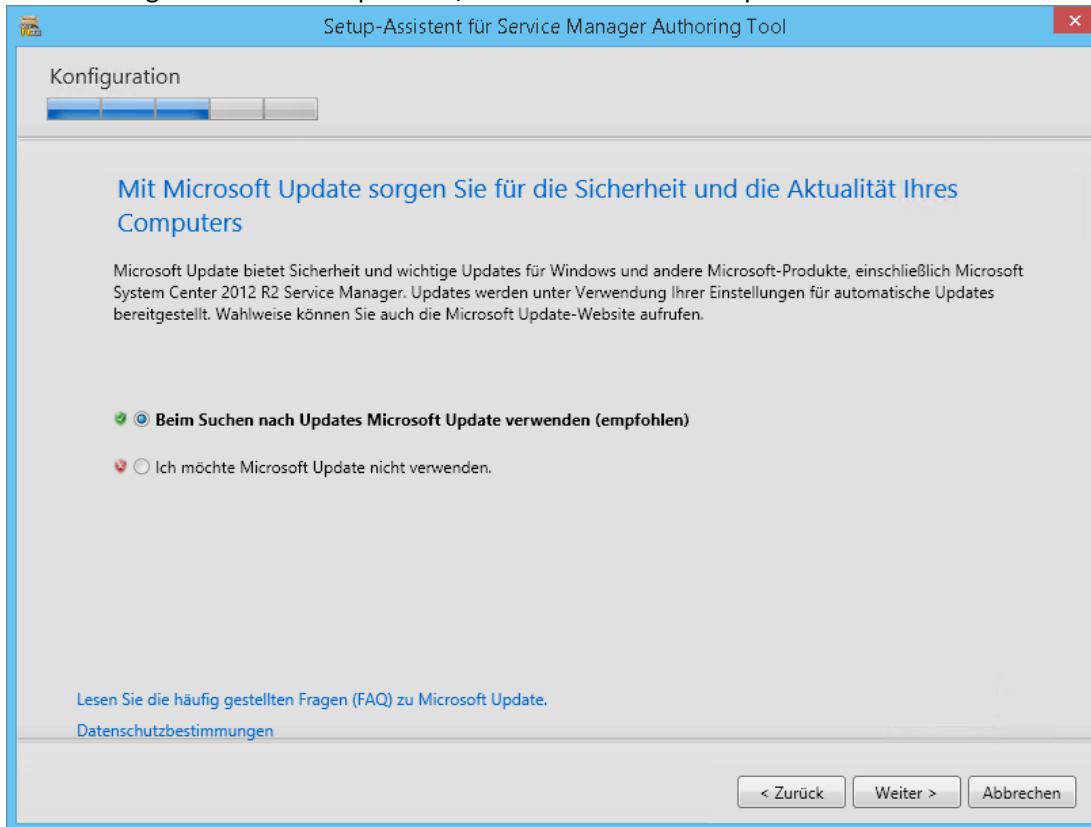 Setup-Assistent für Service Manager Authoring Tool
Konfiguration
Mit Microsoft Update sorgen Sie für die Sicherheit und die Aktualität Ihres
Computers
Microsoft Update bietet Sicherheit und wichtige Updates für Windows und andere Microsoft-Produkte, einschließlich Microsoft
System Center 2012 R2 Service Manager. Updates werden unter Verwendung Ihrer Einstellungen für automatische Updates
bereitgestellt. Wahlweise können Sie auch die Microsoft Update-Website aufrufen.
Beim Suchen nach Updates Microsoft Update verwenden (empfohlen)
Ich möchte Microsoft Update nicht verwenden.
Lesen Sie die häufig gestellten Fragen (FAQ) zu Microsoft Update.
Datenschutzbestimmungen
< Zurück Weiter > Abbrechen